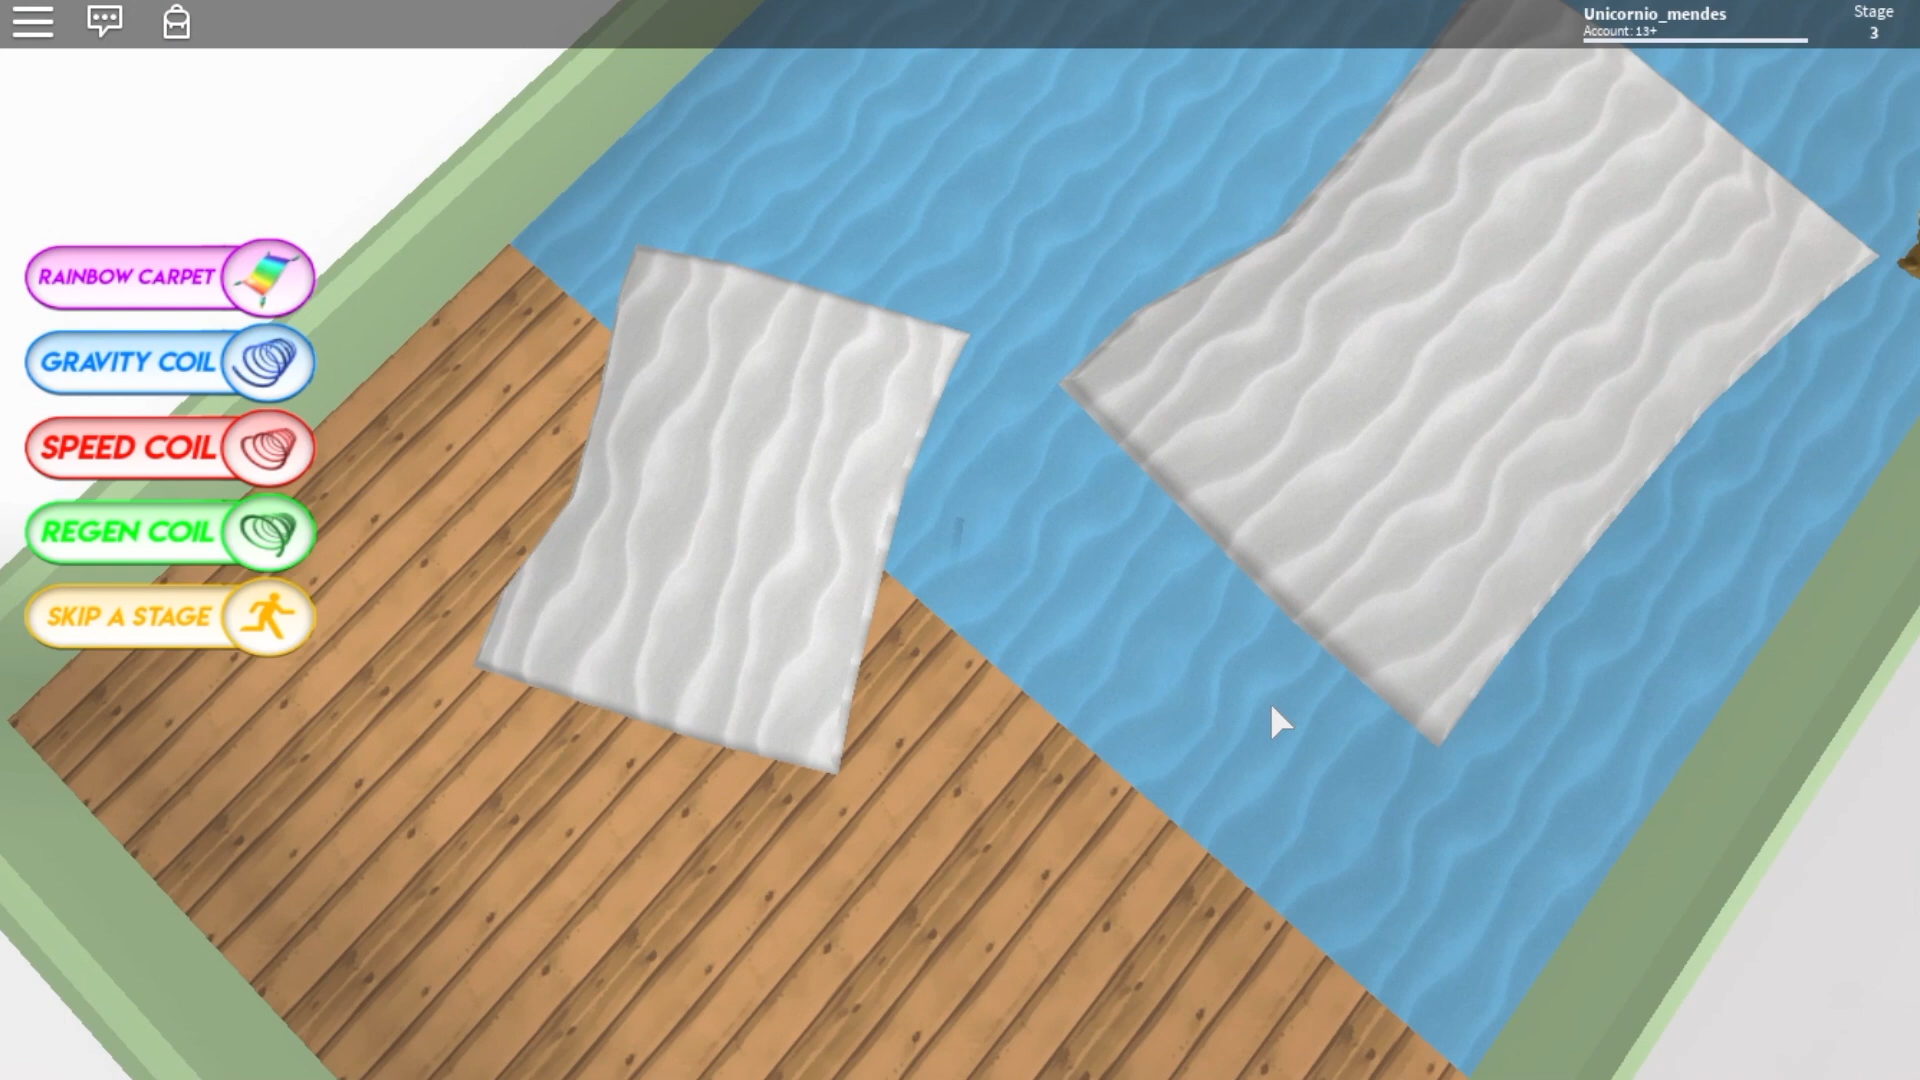 Unicornio_mendes
Account: 13+
Stage
3
RAINBOW CARPET
GRAVITY COIL
SPEED COIL
REGEN COIL
SKIP A STAGE